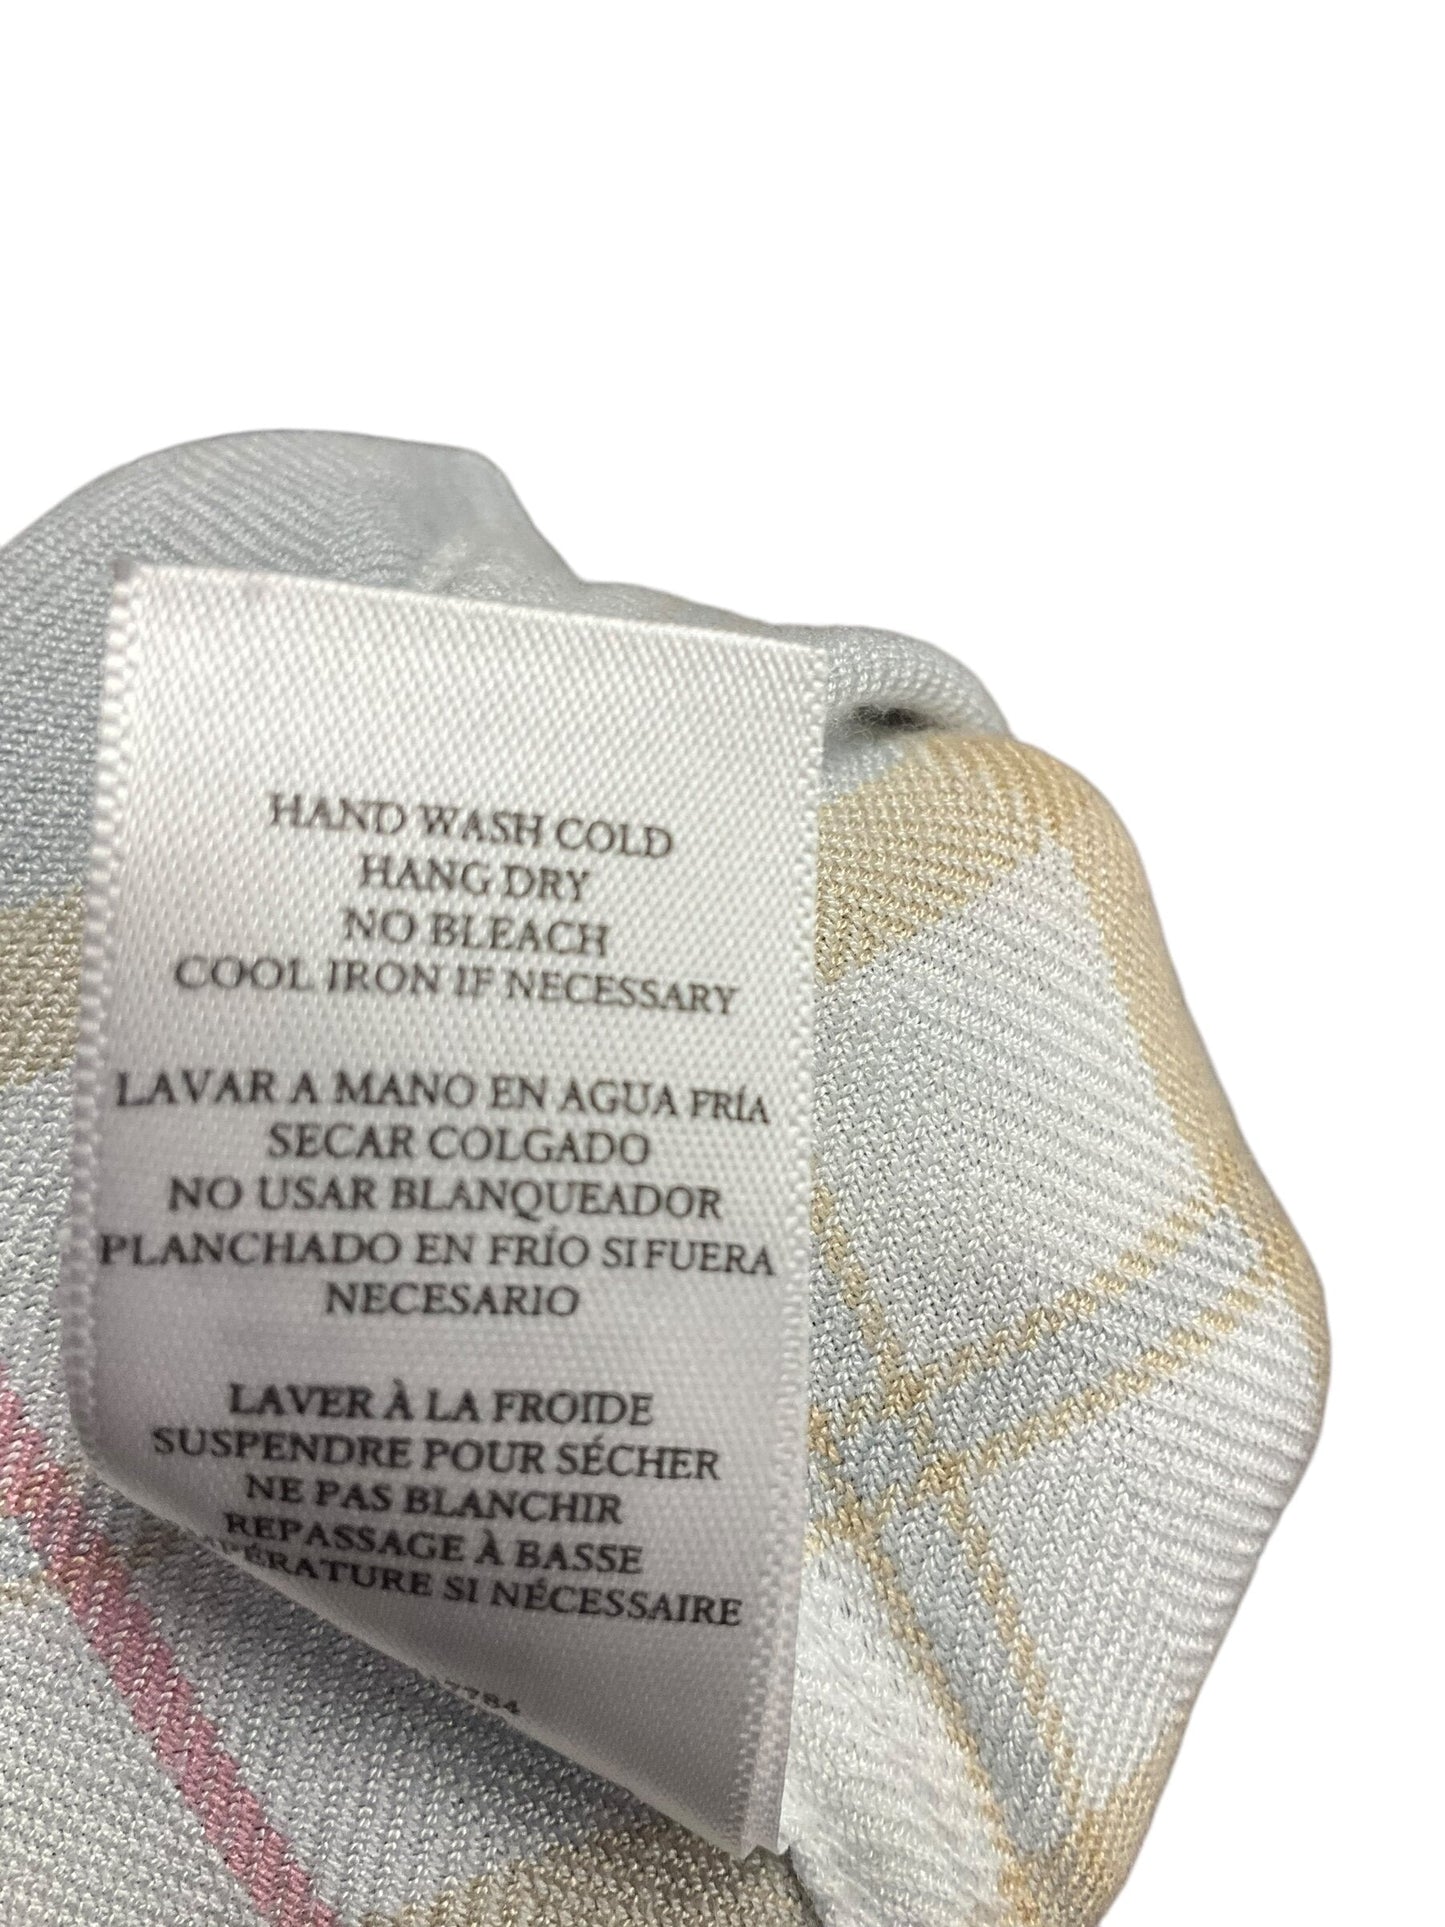 HAND WASH COLD
HANG DRY
NO BLEACH
COOL IRON IF NECESSARY
LAVAR A MANO EN AGUA FRÍA
SECAR COLGADO
NO USAR BLANQUEADOR
PLANCHADO EN FRÍO SI FUERA
NECESARIO
LAVER À LA FROIDE
SUSPENDRE POUR SÉCHER
NE PAS BLANCHIR
REPASSAGE À BASSE
SI NÉCESSAIRE